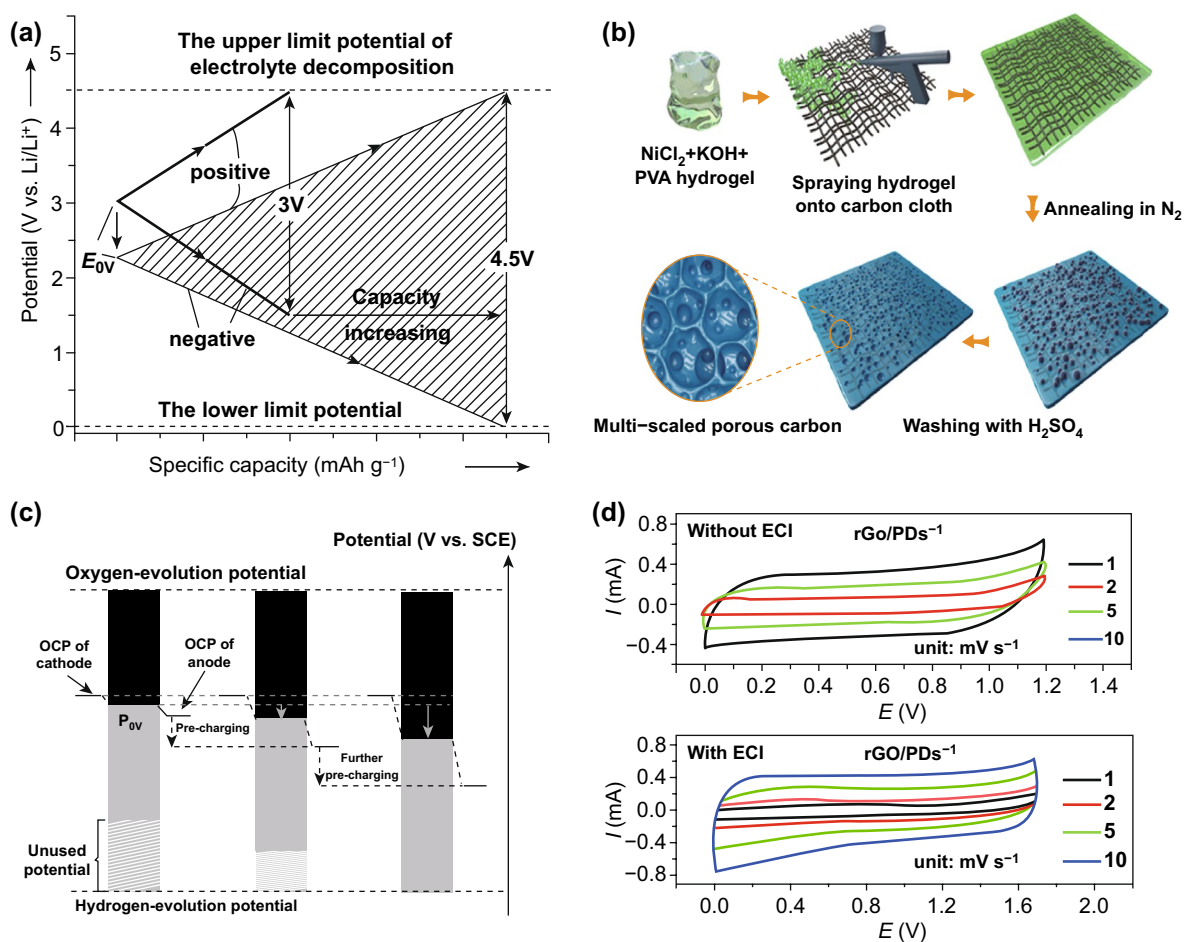 (a)
The upper limit potential of
electrolyte decomposition
Potential (V vs. Li/Li⁺)
5
4
3
2
1
0
positive
3V
4.5V
E0V
Capacity
increasing
negative
The lower limit potential
Specific capacity (mAh g⁻¹)
(b)
NiCl₂+KOH+
PVA hydrogel
Spraying hydrogel
onto carbon cloth
Annealing in N₂
Multi−scaled porous carbon
Washing with H₂SO₄
(c)
Potential (V vs. SCE)
Oxygen-evolution potential
OCP of
cathode
OCP of
anode
P0V
Pre-charging
Further
pre-charging
Unused
potential
Hydrogen-evolution potential
(d)
Without ECI
rGo/PDs⁻¹
I (mA)
0.8
0.4
0.0
−0.4
1
2
5
10
unit: mV s⁻¹
0.0 0.2 0.4 0.6 0.8 1.0 1.2 1.4
E (V)
With ECI
rGO/PDs⁻¹
I (mA)
0.8
0.4
0.0
−0.4
−0.8
1
2
5
10
unit: mV s⁻¹
0.0 0.4 0.8 1.2 1.6 2.0
E (V)